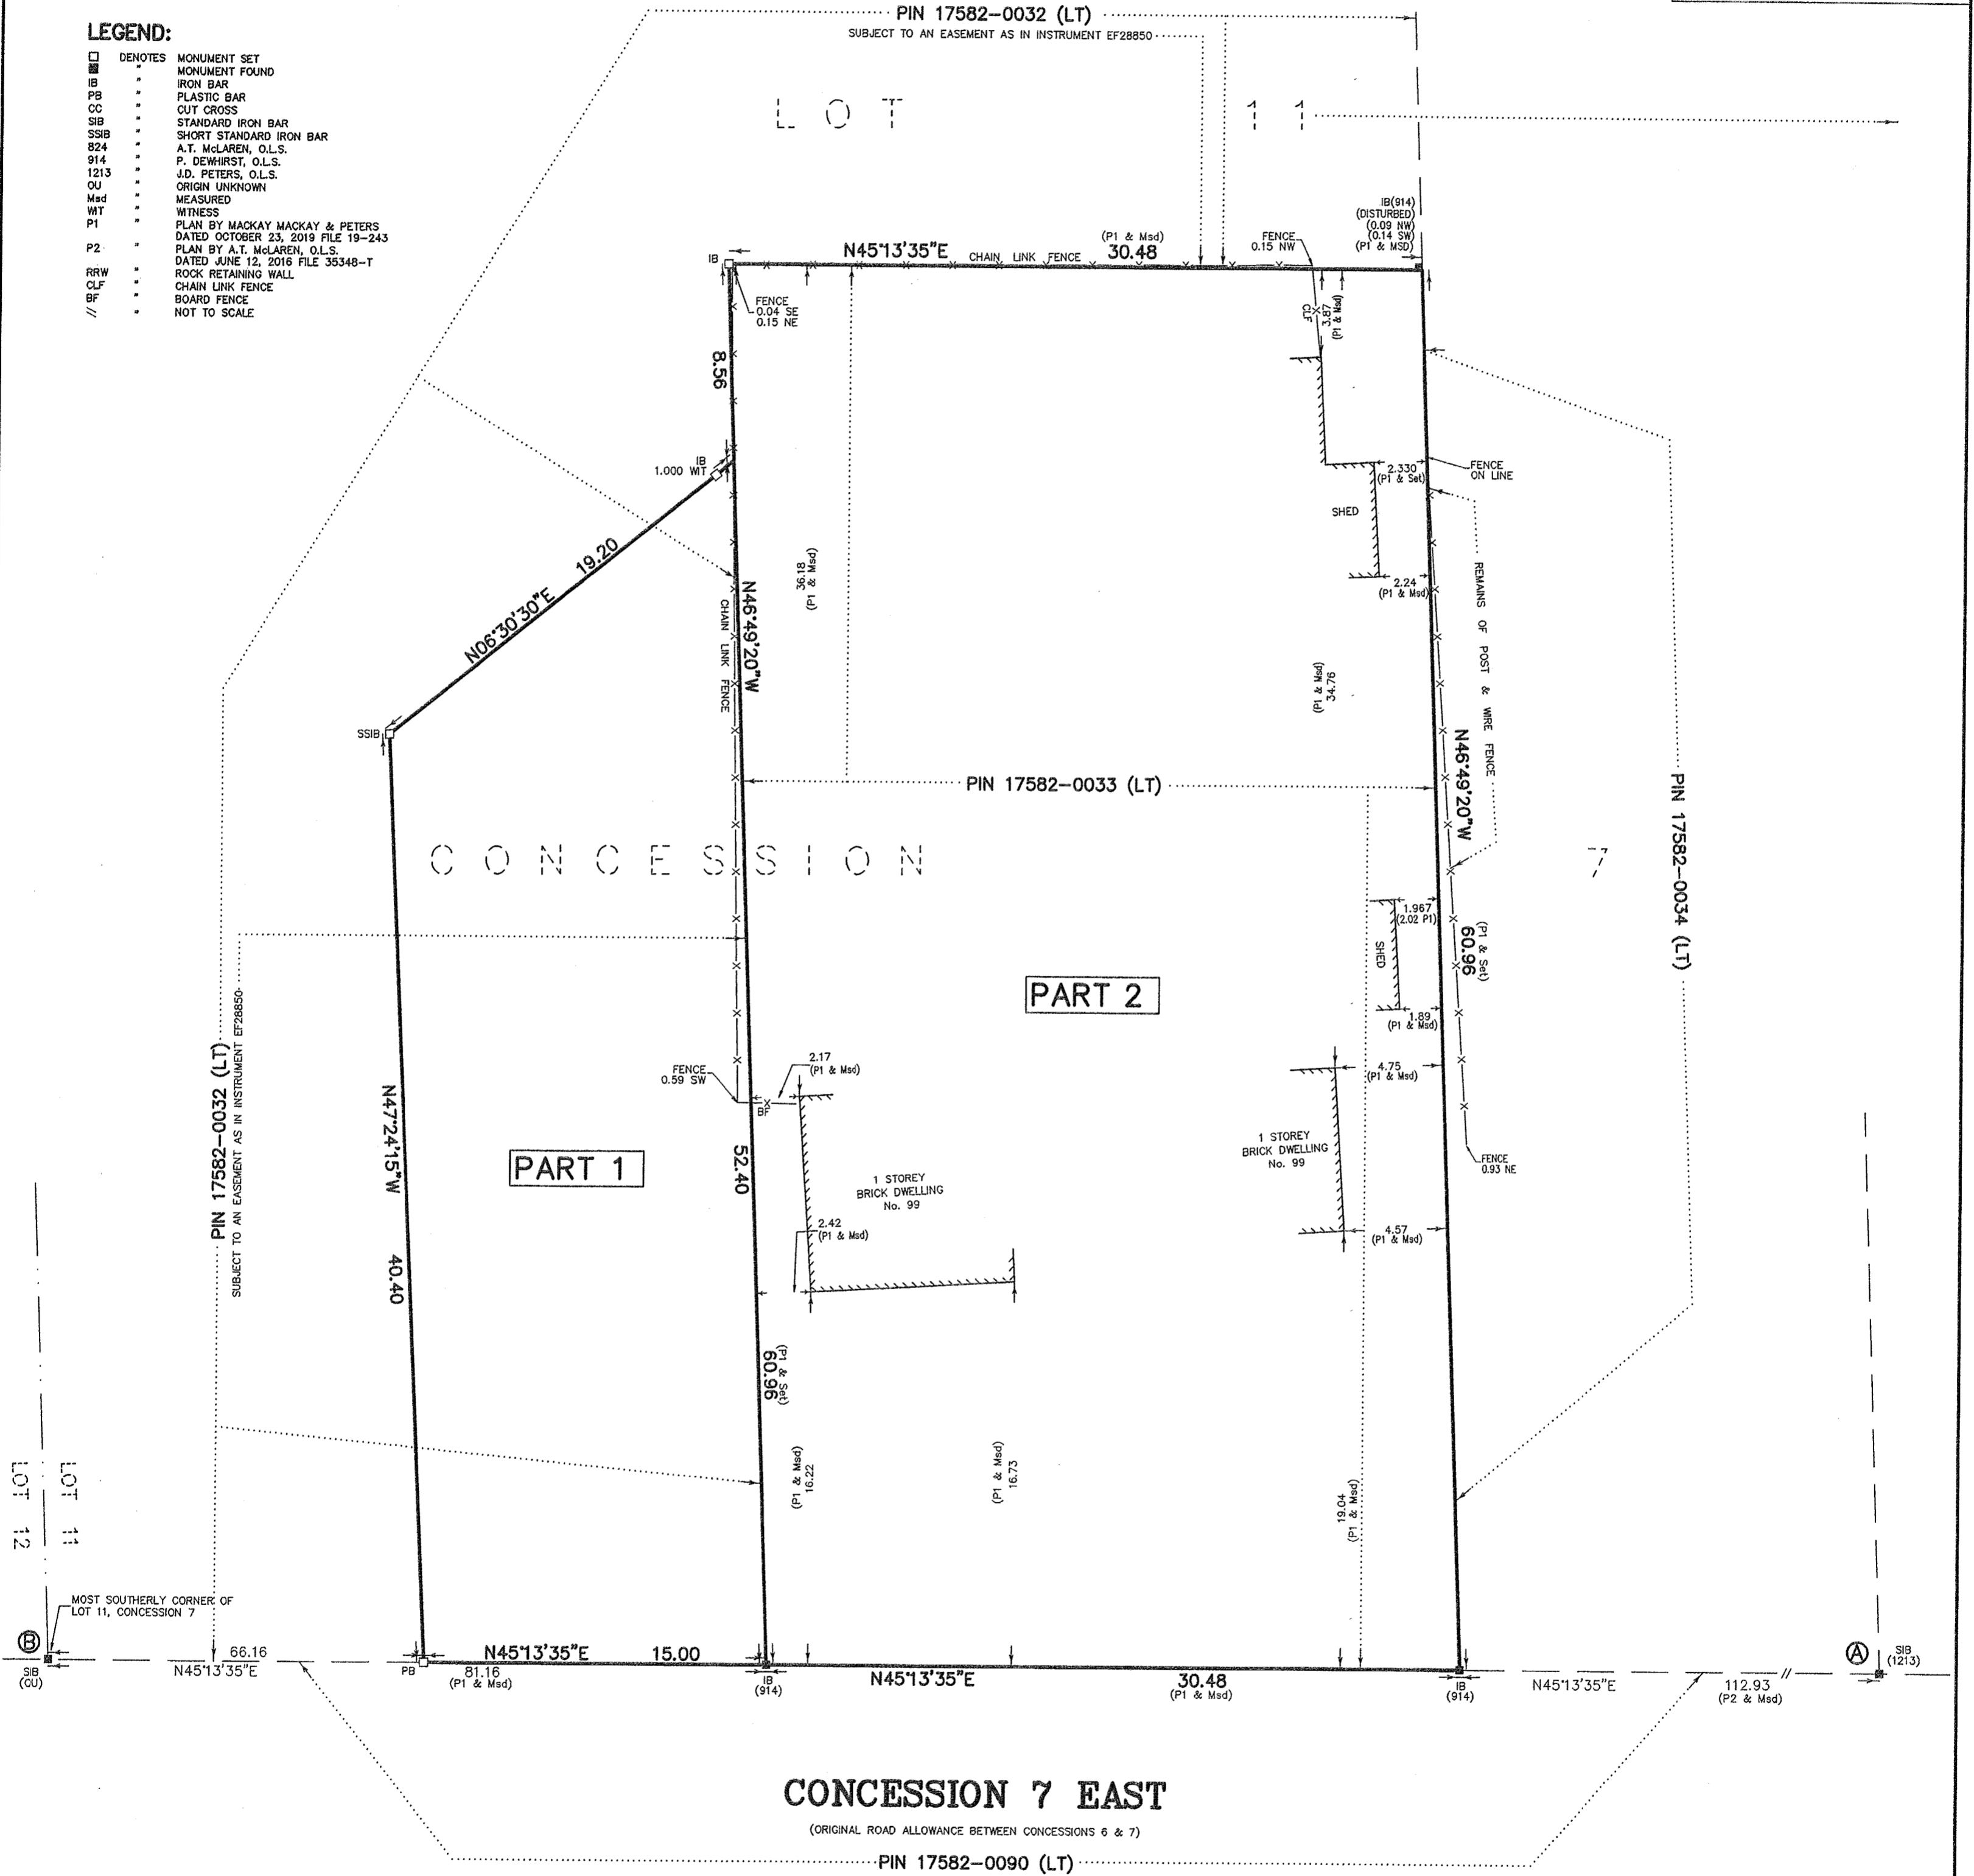 LEGEND:
DENOTES MONUMENT SET
" MONUMENT FOUND
IB " IRON BAR
PB " PLASTIC BAR
CC " CUT CROSS
SIB " STANDARD IRON BAR
SSIB " SHORT STANDARD IRON BAR
824 " A.T. McLAREN, O.L.S.
914 " P. DEWHIRST, O.L.S.
1213 " J.D. PETERS, O.L.S.
OU " ORIGIN UNKNOWN
Msd " MEASURED
WIT " WITNESS
P1 " PLAN BY MACKAY MACKAY & PETERS
DATED OCTOBER 23, 2019 FILE 19-243
P2 " PLAN BY A.T. McLAREN, O.L.S.
DATED JUNE 12, 2016 FILE 35348-T
RRW " ROCK RETAINING WALL
CLF " CHAIN LINK FENCE
BF " BOARD FENCE
// " NOT TO SCALE
PIN 17582-0032 (LT)
SUBJECT TO AN EASEMENT AS IN INSTRUMENT EF28850
LOT 11
IB(914)
(DISTURBED)
(0.09 NW)
(0.14 SW)
(P1 & MSD)
IB
N45°13'35"E
CHAIN LINK FENCE
(P1 & Msd)
30.48
FENCE
0.15 NW
FENCE
0.04 SE
0.15 NE
CLF
3.87
(P1 & Msd)
8.56
IB
1.000 WIT
2.330
(P1 & Set)
FENCE
ON LINE
SHED
2.24
(P1 & Msd)
19.20
N06°30'30"E
36.18
(P1 & Msd)
N46°49'20"W
CHAIN LINK FENCE
REMAINS OF POST & WIRE FENCE
34.76
(P1 & Msd)
SSIB
N46°49'20"W
PIN 17582-0033 (LT)
PIN 17582-0034 (LT)
CONCESSION 7
1.967
(2.02 P1)
SHED
(P1 & Set)
60.96
1.89
(P1 & Msd)
PART 2
PIN 17582-0032 (LT)
SUBJECT TO AN EASEMENT AS IN INSTRUMENT EF28850
FENCE
0.59 SW
2.17
(P1 & Msd)
BF
4.75
(P1 & Msd)
N47°24'15"W
40.40
PART 1
52.40
1 STOREY
BRICK DWELLING
No. 99
1 STOREY
BRICK DWELLING
No. 99
FENCE
0.93 NE
2.42
(P1 & Msd)
4.57
(P1 & Msd)
(P1 & Set)
60.96
(P1 & Msd)
16.22
(P1 & Msd)
16.73
19.04
(P1 & Msd)
LOT 12
LOT 11
MOST SOUTHERLY CORNER OF
LOT 11, CONCESSION 7
B
SIB
(OU)
66.16
N45°13'35"E
PB
N45°13'35"E 15.00
81.16
(P1 & Msd)
IB
(914)
N45°13'35"E
30.48
(P1 & Msd)
IB
(914)
N45°13'35"E
112.93
(P2 & Msd)
A
SIB
(1213)
CONCESSION 7 EAST
(ORIGINAL ROAD ALLOWANCE BETWEEN CONCESSIONS 6 & 7)
PIN 17582-0090 (LT)